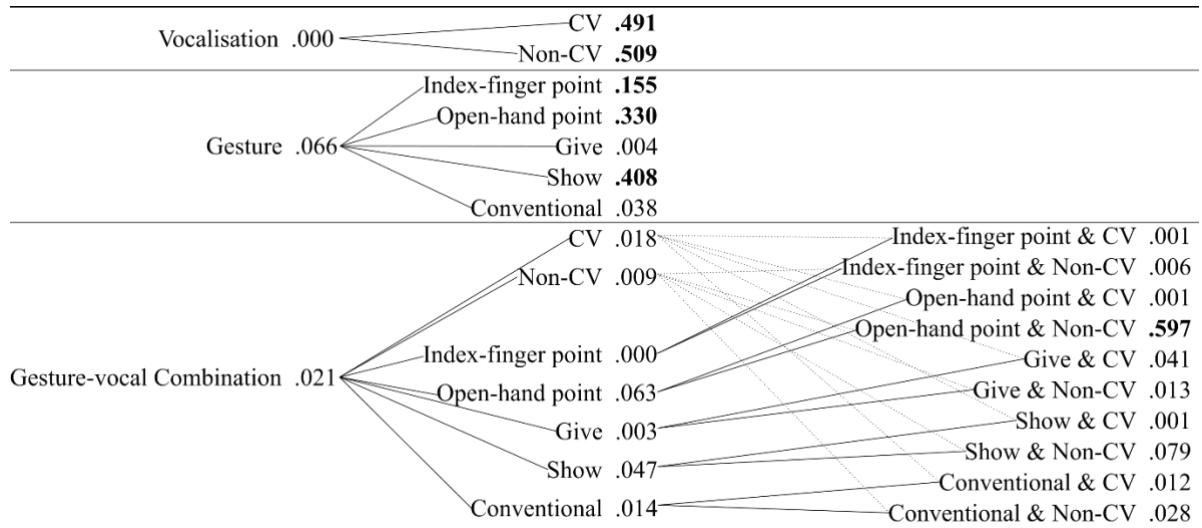 Vocalisation .000
CV .491
Non-CV .509
Gesture .066
Index-finger point .155
Open-hand point .330
Give .004
Show .408
Conventional .038
Gesture-vocal Combination .021
CV .018
Non-CV .009
Index-finger point .000
Open-hand point .063
Give .003
Show .047
Conventional .014
Index-finger point & CV .001
Index-finger point & Non-CV .006
Open-hand point & CV .001
Open-hand point & Non-CV .597
Give & CV .041
Give & Non-CV .013
Show & CV .001
Show & Non-CV .079
Conventional & CV .012
Conventional & Non-CV .028